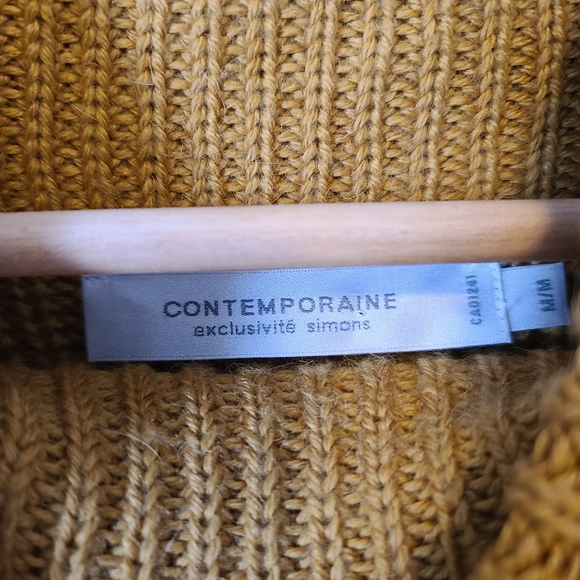 CONTEMPORAINE
exclusivité simons
CA01241
M/M